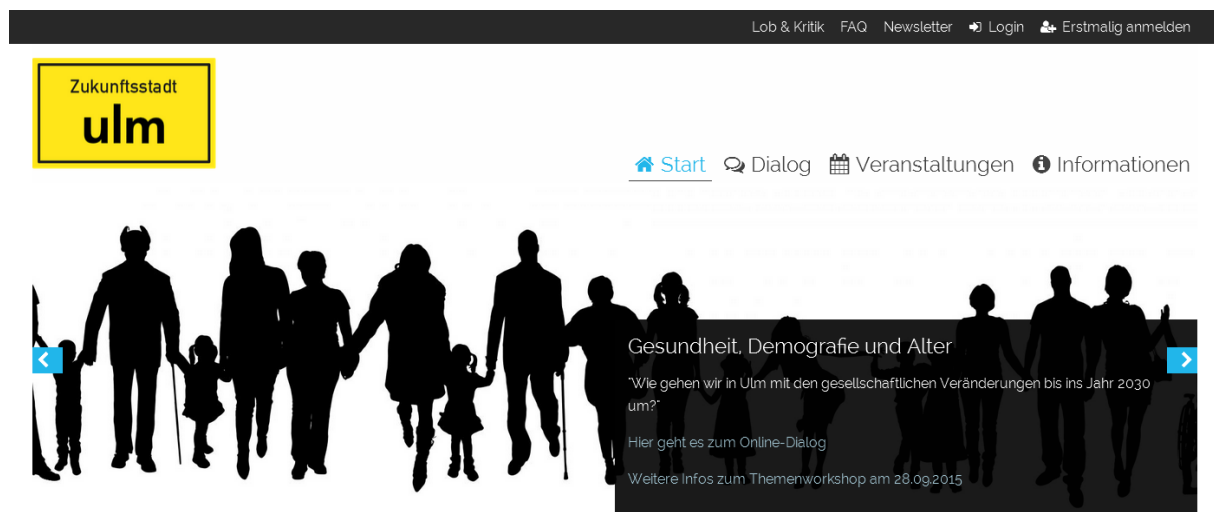 Lob & Kritik FAQ Newsletter Login Erstmalig anmelden
Zukunftsstadt
ulm
Start Dialog Veranstaltungen Informationen
Gesundheit, Demografie und Alter
"Wie gehen wir in Ulm mit den gesellschaftlichen Veränderungen bis ins Jahr 2030
um?"
Hier geht es zum Online-Dialog
Weitere Infos zum Themenworkshop am 28.09.2015